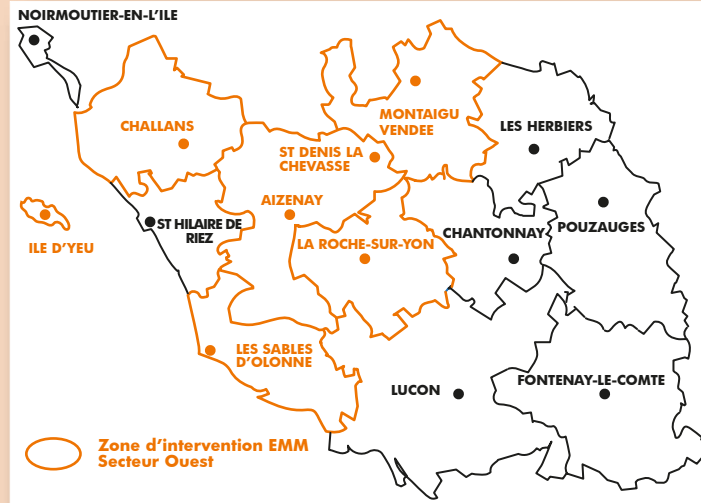 NOIRMOUTIER-EN-L'ILE
CHALLANS
MONTAIGU
VENDEE
LES HERBIERS
ST DENIS LA
CHEVASSE
AIZENAY
POUZAUGES
ST HILAIRE DE
RIEZ
CHANTONNAY
ILE D'YEU
LA ROCHE-SUR-YON
LES SABLES
D'OLONNE
LUCON
FONTENAY-LE-COMTE
Zone d'intervention EMM
Secteur Ouest